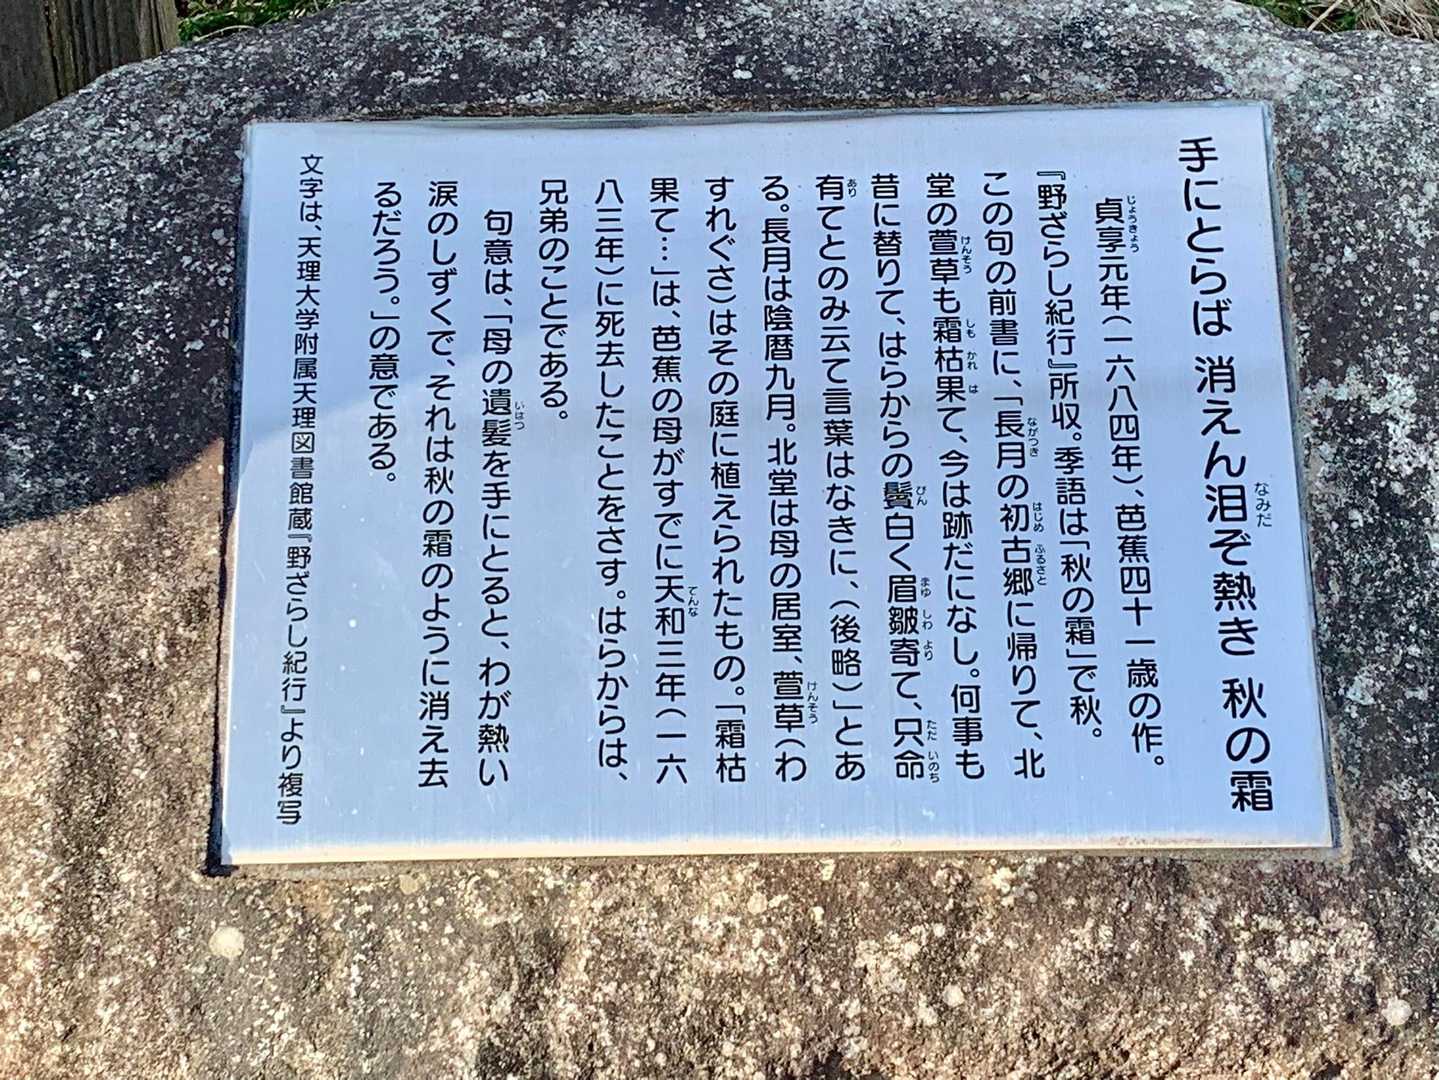 手にとらば 消えん泪ぞ熱き 秋の霜
貞享元年(一六八四年)、芭蕉四十一歳の作。
『野ざらし紀行』所収。季語は「秋の霜」で秋。
この句の前書に、「長月の初古郷に帰りて、北
堂の萱草も霜枯果て、今は跡だになし。何事も
昔に替りて、はらからの鬢白く眉皺寄て、只命
有てとのみ云て言葉はなきに、(後略)」とあ
る。長月は陰暦九月。北堂は母の居室、萱草(わ
すれぐさ)はその庭に植えられたもの。「霜枯
果て…」は、芭蕉の母がすでに天和三年(一六
八三年)に死去したことをさす。はらからは、
兄弟のことである。
句意は、「母の遺髪を手にとると、わが熱い
涙のしずくで、それは秋の霜のように消え去
るだろう。」の意である。
文字は、天理大学附属天理図書館蔵『野ざらし紀行』より複写